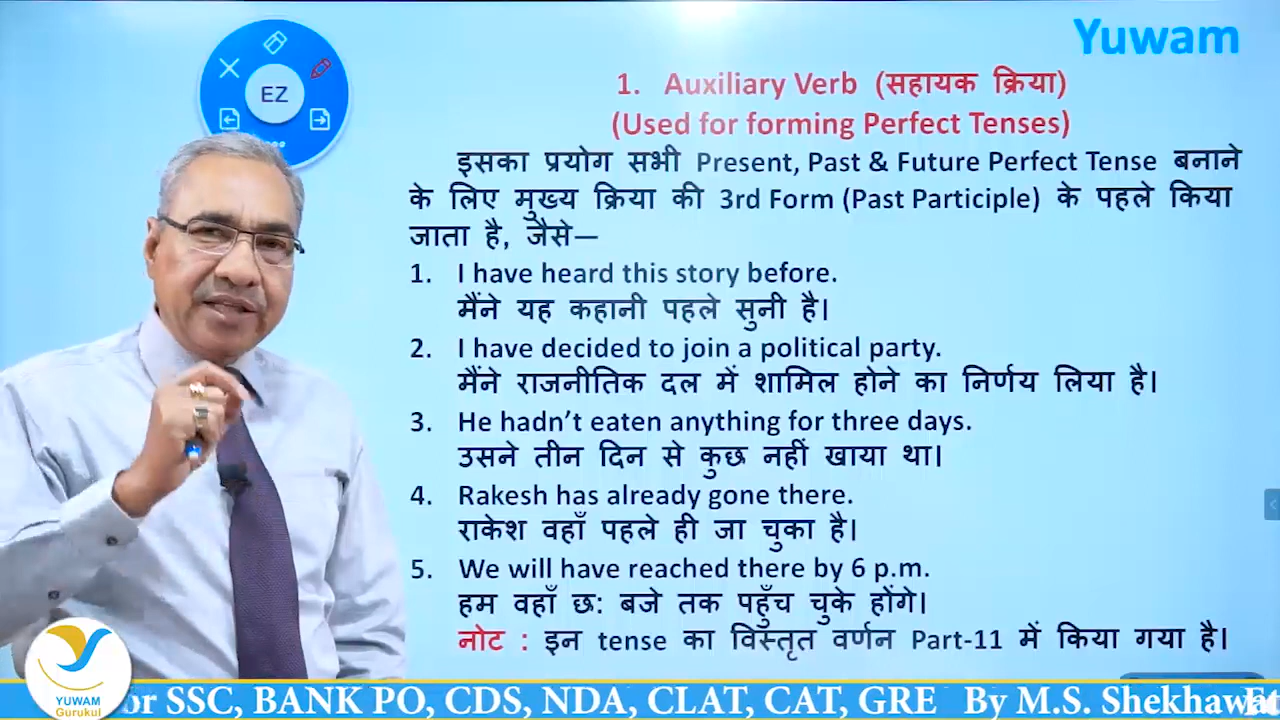 Yuwam
EZ
1. Auxiliary Verb (सहायक क्रिया)
(Used for forming Perfect Tenses)
इसका प्रयोग सभी Present, Past & Future Perfect Tense बनाने
के लिए मुख्य क्रिया की 3rd Form (Past Participle) के पहले किया
जाता है, जैसे—
1. I have heard this story before.
मैंने यह कहानी पहले सुनी है।
2. I have decided to join a political party.
मैंने राजनीतिक दल में शामिल होने का निर्णय लिया है।
3. He hadn't eaten anything for three days.
उसने तीन दिन से कुछ नहीं खाया था।
4. Rakesh has already gone there.
राकेश वहाँ पहले ही जा चुका है।
5. We will have reached there by 6 p.m.
हम वहाँ छ: बजे तक पहुँच चुके होंगे।
नोट : इन tense का विस्तृत वर्णन Part-11 में किया गया है।
YUWAM
Gurukul
or SSC, BANK PO, CDS, NDA, CLAT, CAT, GRE By M.S. Shekhawat